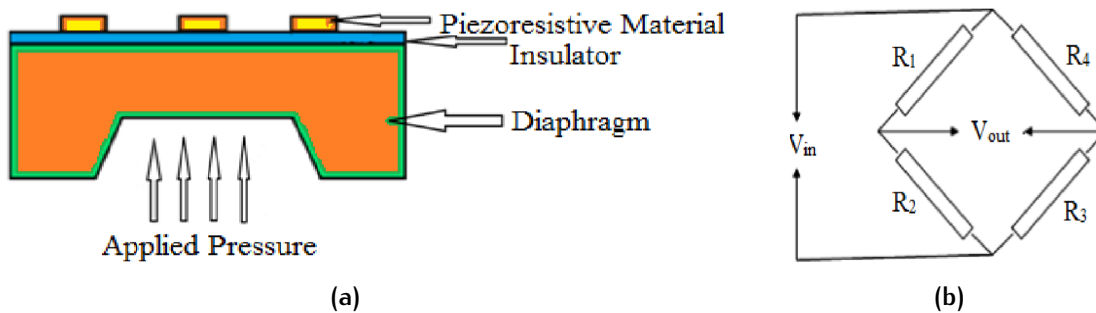 Piezoresistive Material
Insulator
Diaphragm
Applied Pressure
(a)
R1
R4
Vin
Vout
R2
R3
(b)